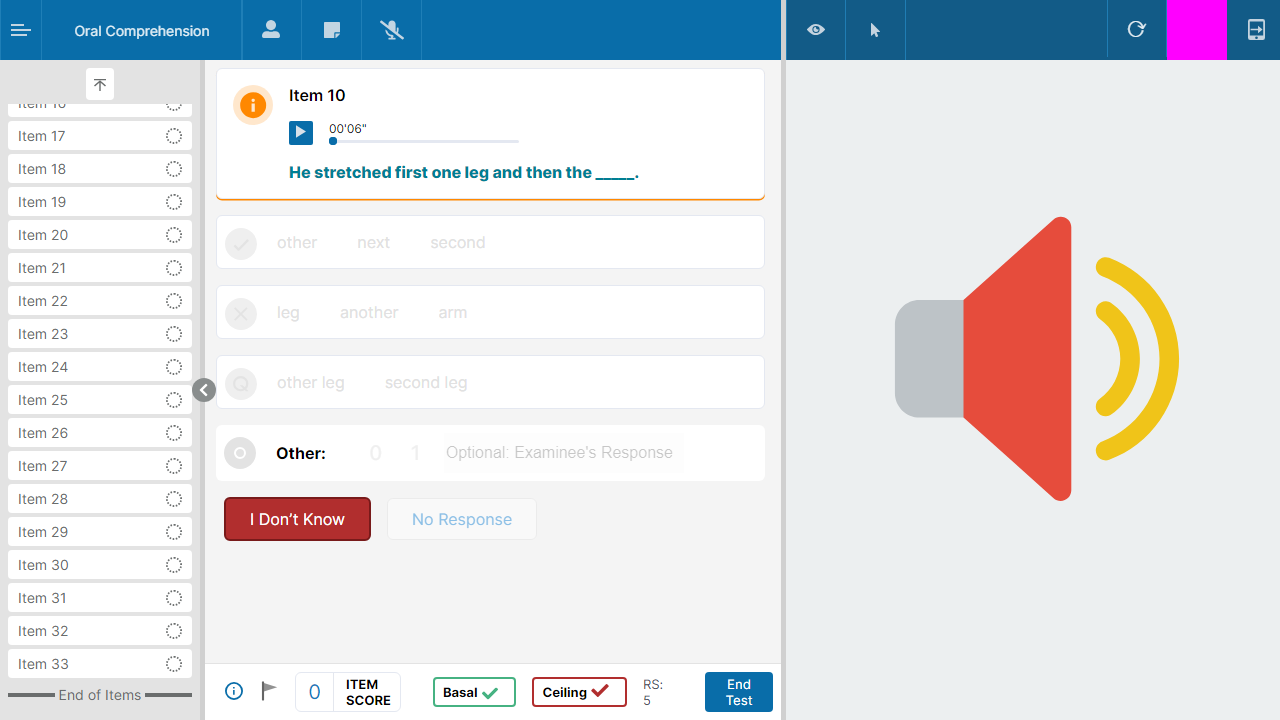 Oral Comprehension
Item 16
Item 17
Item 18
Item 19
Item 20
Item 21
Item 22
Item 23
Item 24
Item 25
Item 26
Item 27
Item 28
Item 29
Item 30
Item 31
Item 32
Item 33
End of Items
Item 10
00'06"
He stretched first one leg and then the _____.
other next second
leg another arm
other leg second leg
Other: 0 1 Optional: Examinee's Response
I Don't Know No Response
0 ITEM SCORE
Basal
Ceiling
RS: 5
End Test